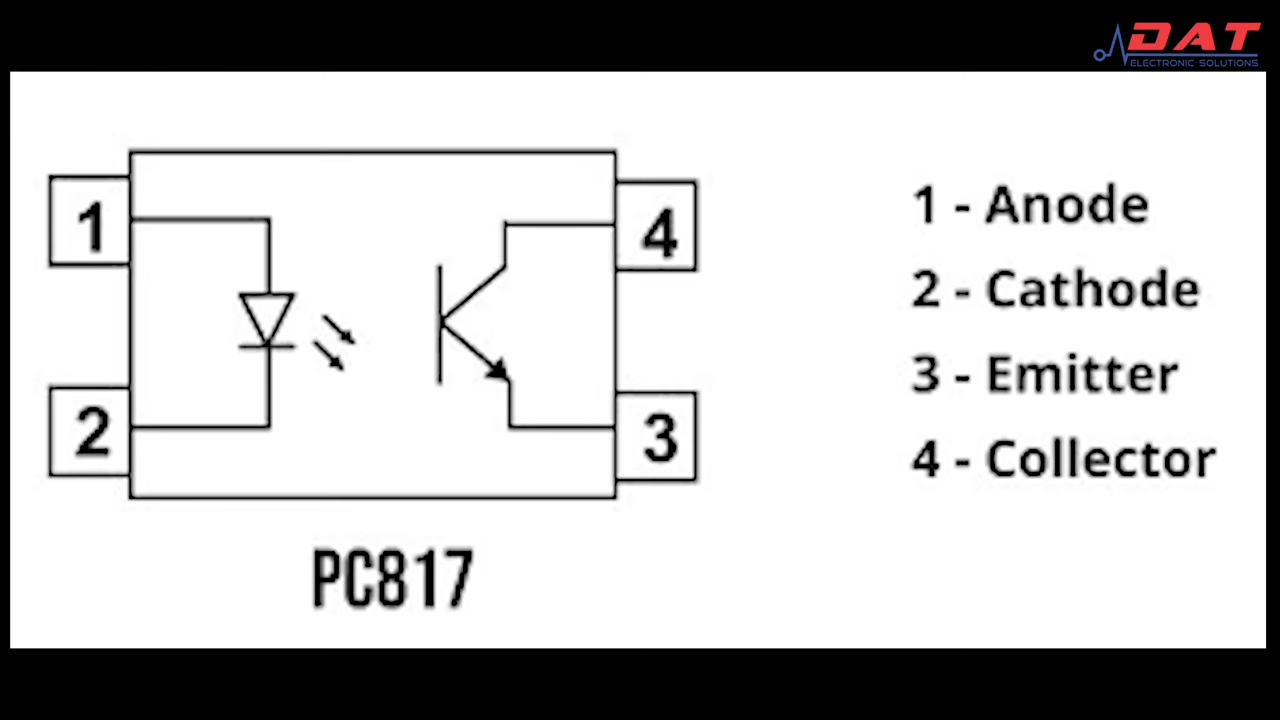 DAT
ELECTRONIC SOLUTIONS
1
4
2
3
1 - Anode
2 - Cathode
3 - Emitter
4 - Collector
PC817